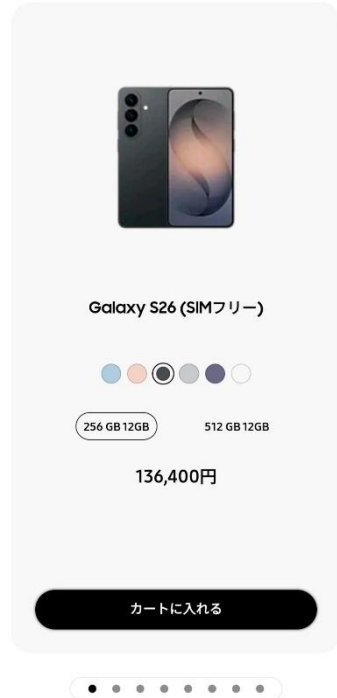 Galaxy S26 (SIMフリー)
256 GB 12GB
512 GB 12GB
136,400円
カートに入れる